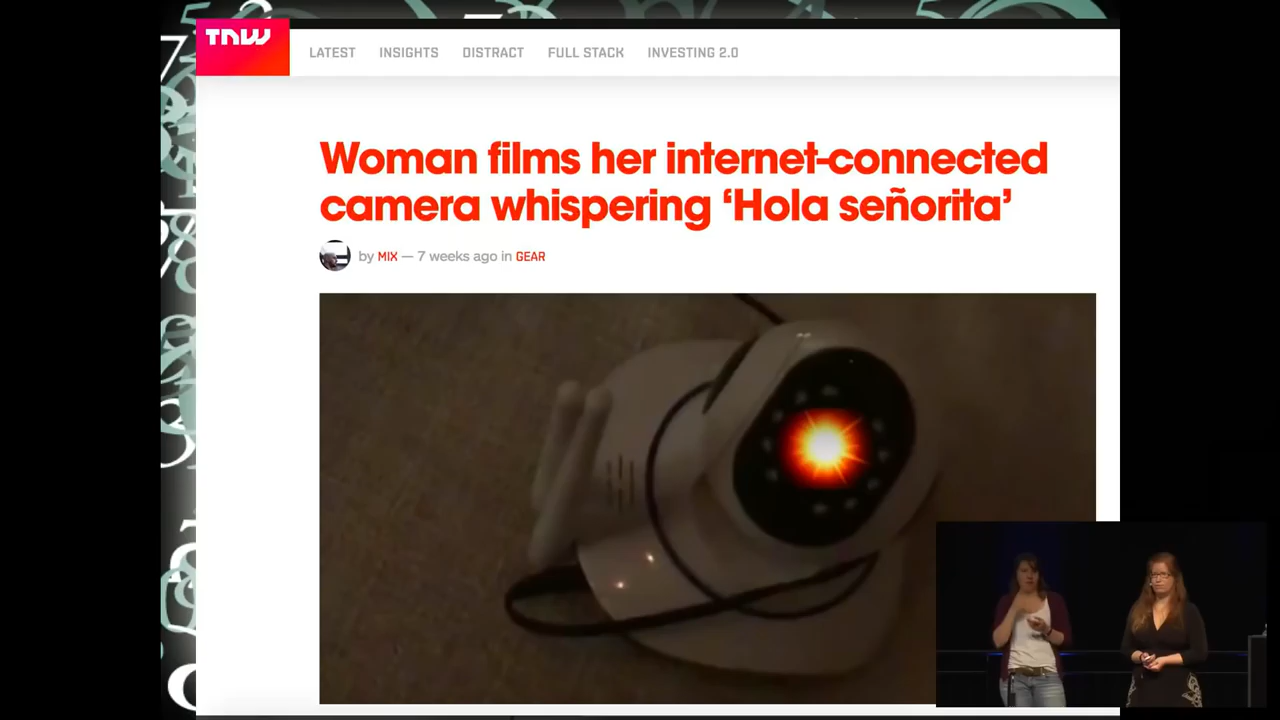 TNW
LATEST INSIGHTS DISTRACT FULL STACK INVESTING 2.0
Woman films her internet-connected
camera whispering ‘Hola señorita’
by MIX — 7 weeks ago in GEAR